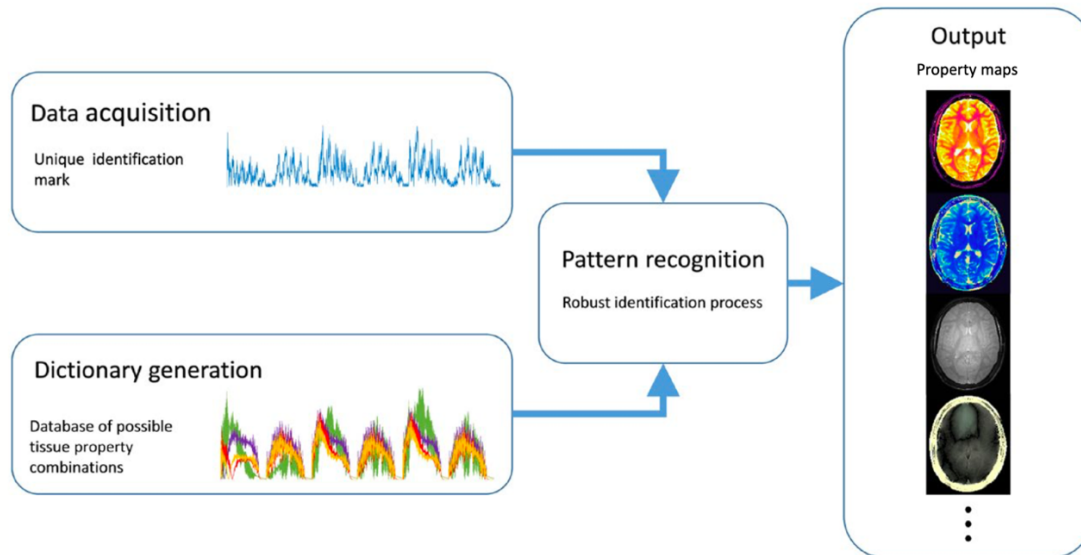 Data acquisition
Unique identification
mark
Dictionary generation
Database of possible
tissue property
combinations
Pattern recognition
Robust identification process
Output
Property maps